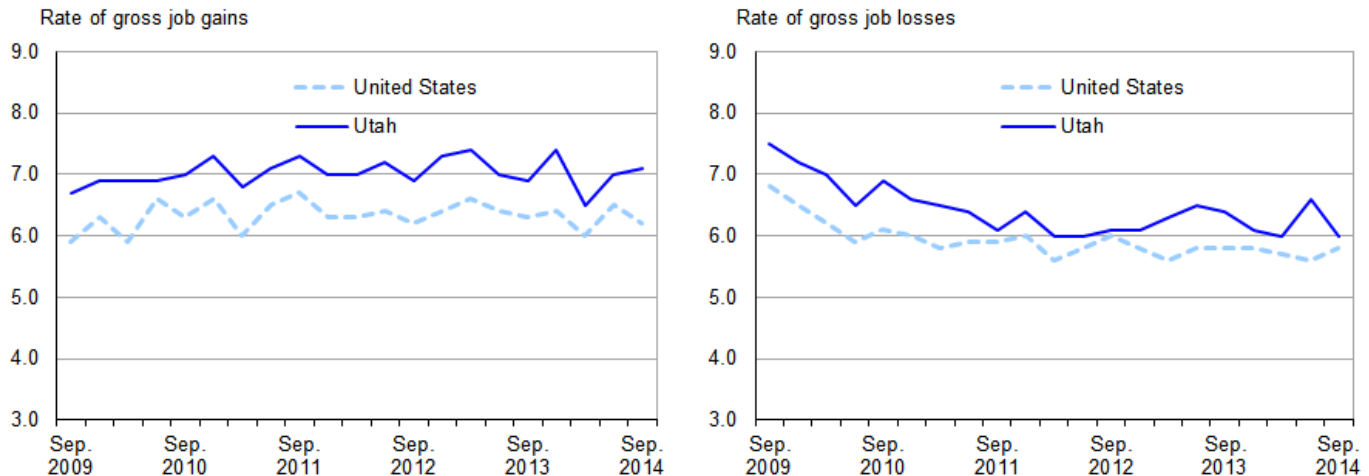 Rate of gross job gains
9.0
8.0
7.0
6.0
5.0
4.0
3.0
United States
Utah
Sep. 2009
Sep. 2010
Sep. 2011
Sep. 2012
Sep. 2013
Sep. 2014
Rate of gross job losses
9.0
8.0
7.0
6.0
5.0
4.0
3.0
United States
Utah
Sep. 2009
Sep. 2010
Sep. 2011
Sep. 2012
Sep. 2013
Sep. 2014